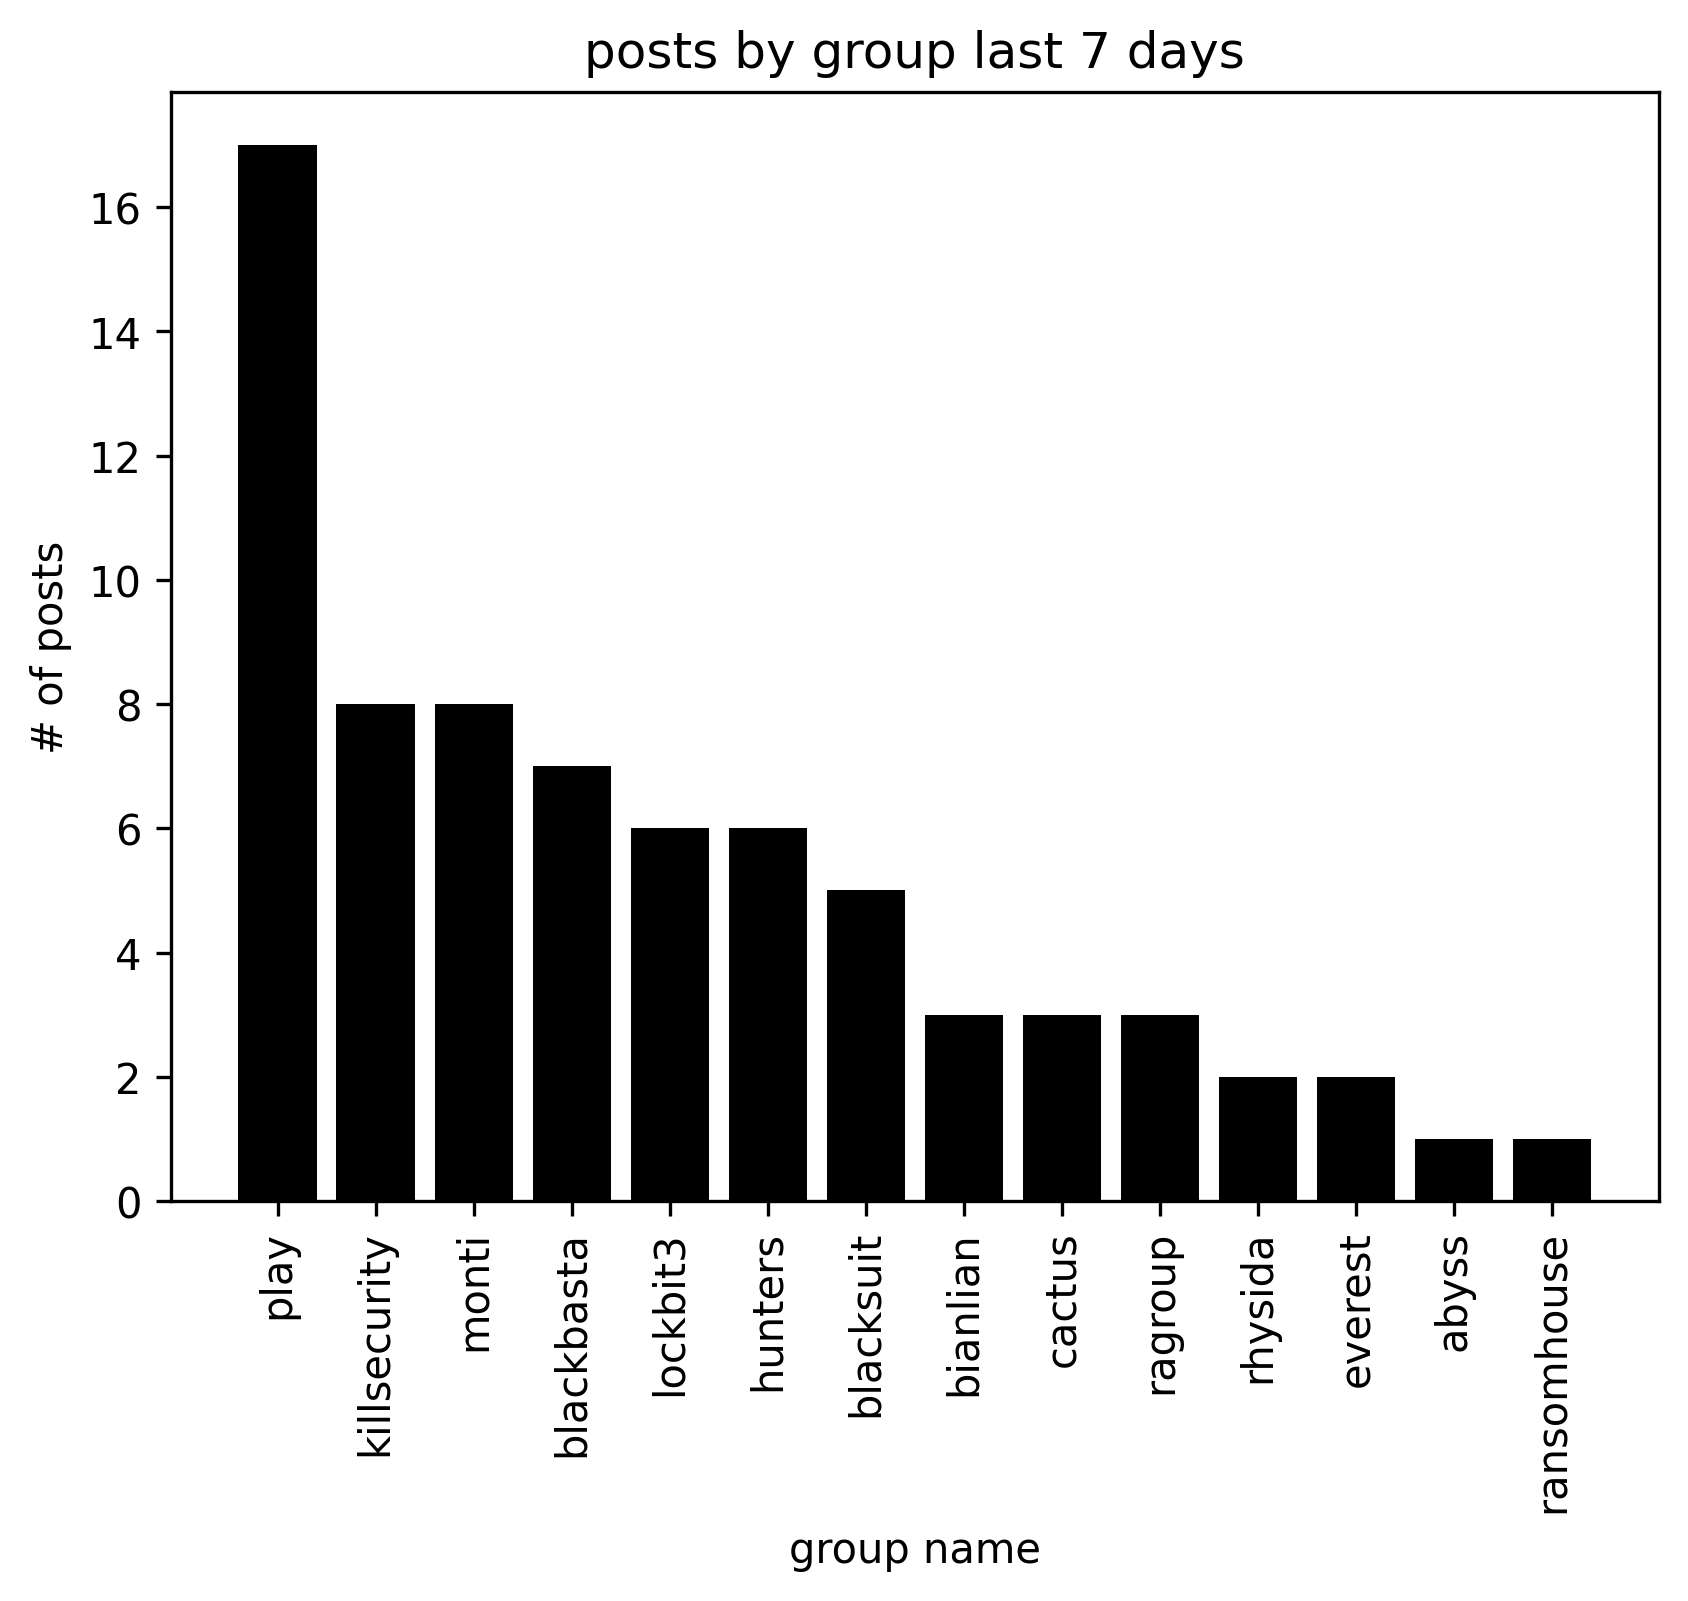 posts by group last 7 days
# of posts
16
14
12
10
8
6
4
2
0
play
killsecurity
monti
blackbasta
lockbit3
hunters
blacksuit
bianlian
cactus
ragroup
rhysida
everest
abyss
ransomhouse
group name